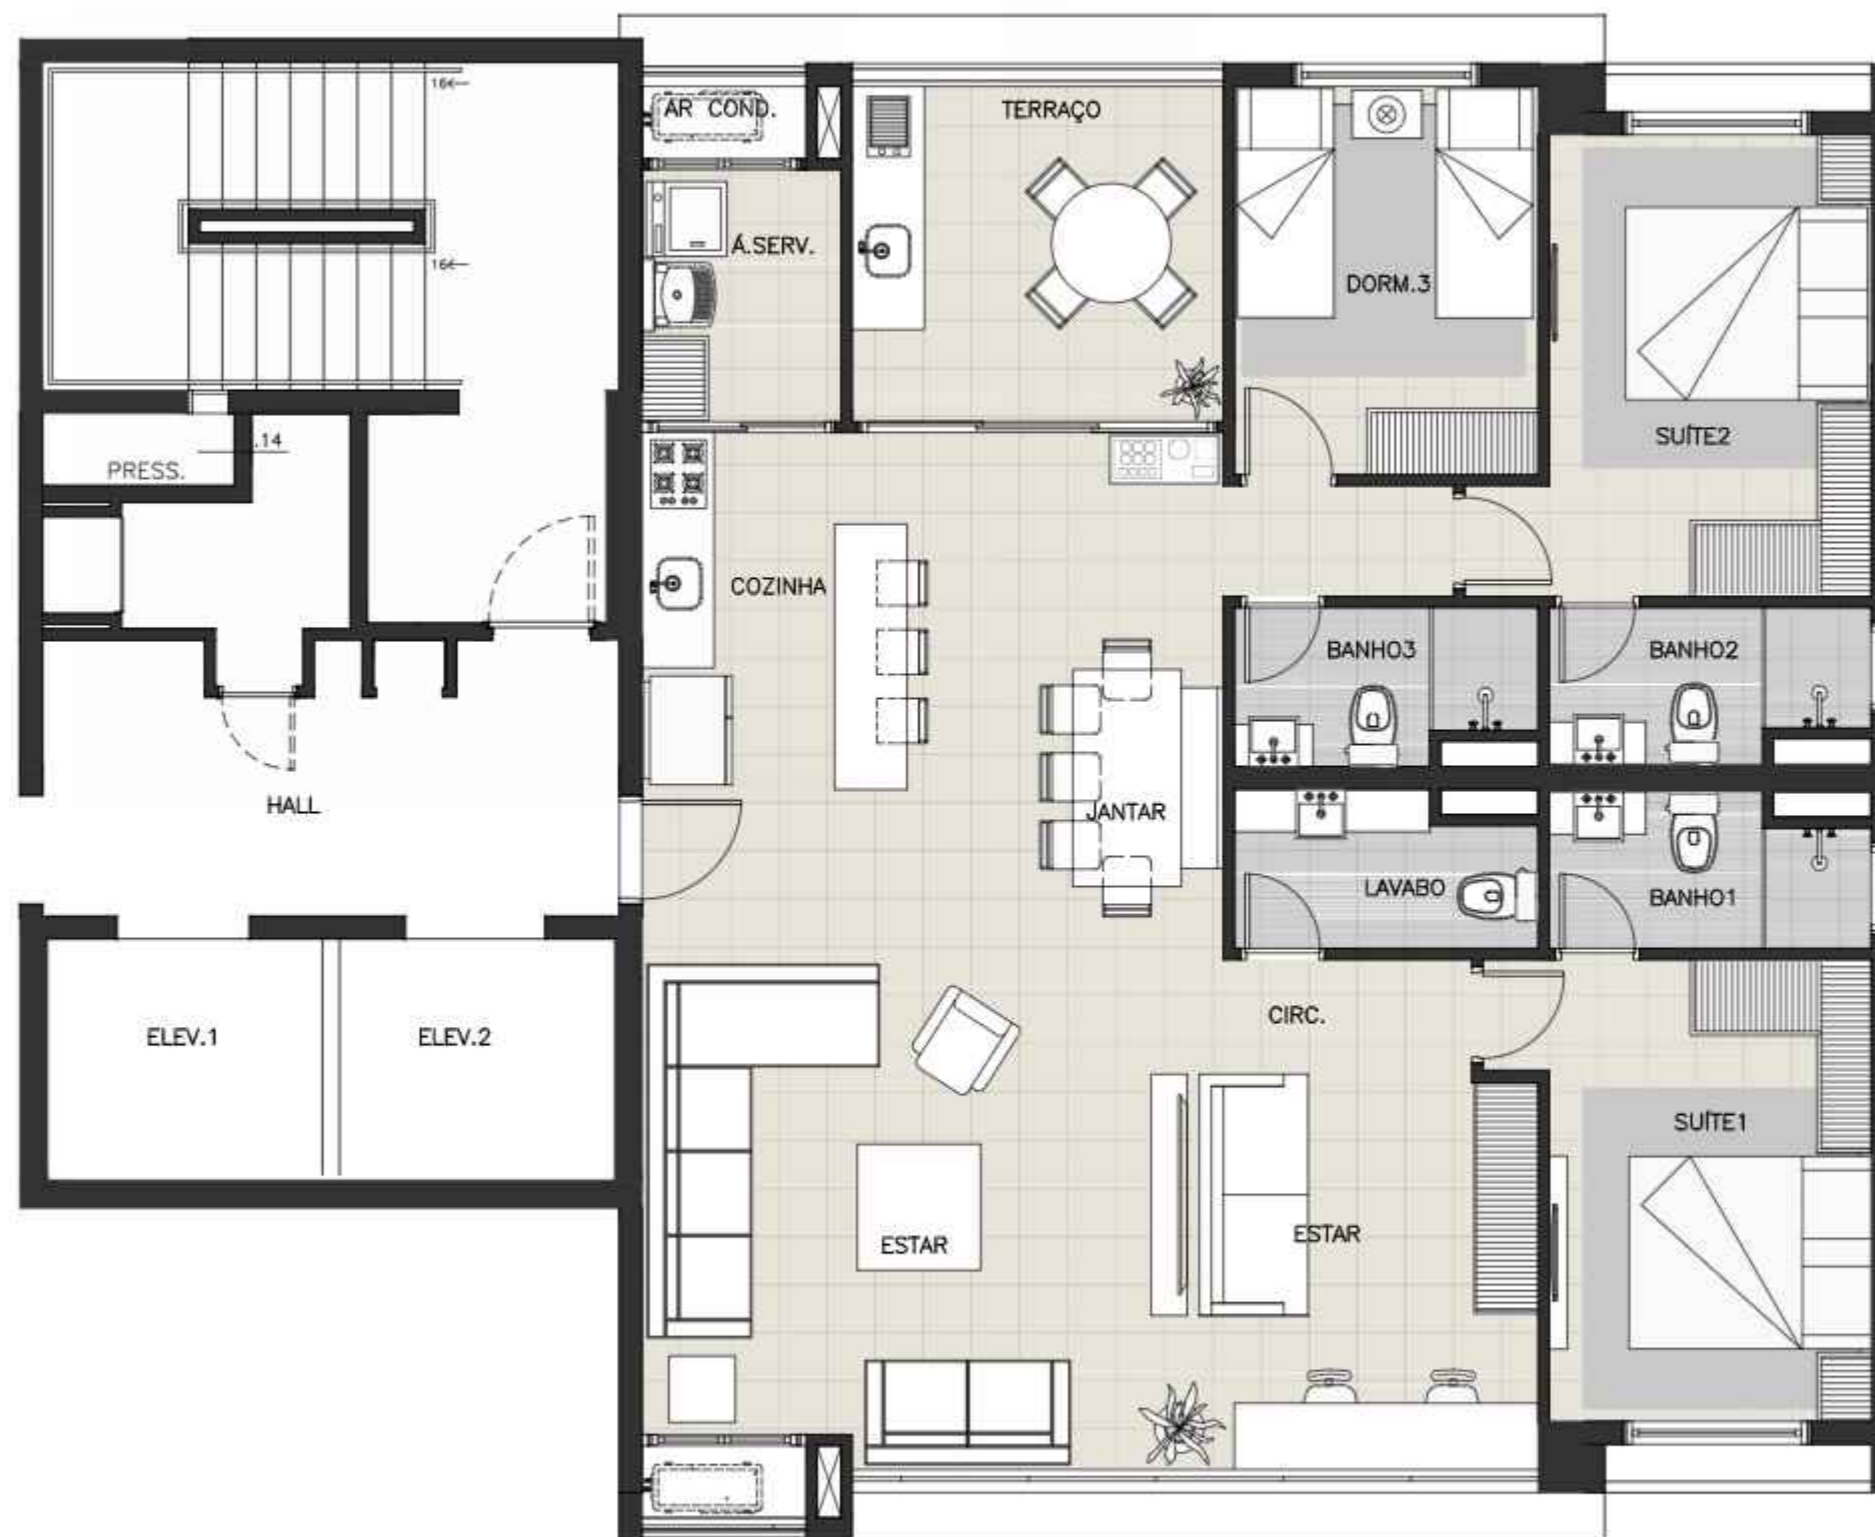 16
AR COND.
TERRAÇO
Á.SERV.
16
DORM.3
SUÍTE2
.14
PRESS.
COZINHA
BANHO3
BANHO2
HALL
JANTAR
LAVABO
BANHO1
CIRC.
ELEV.1
ELEV.2
SUÍTE1
ESTAR
ESTAR